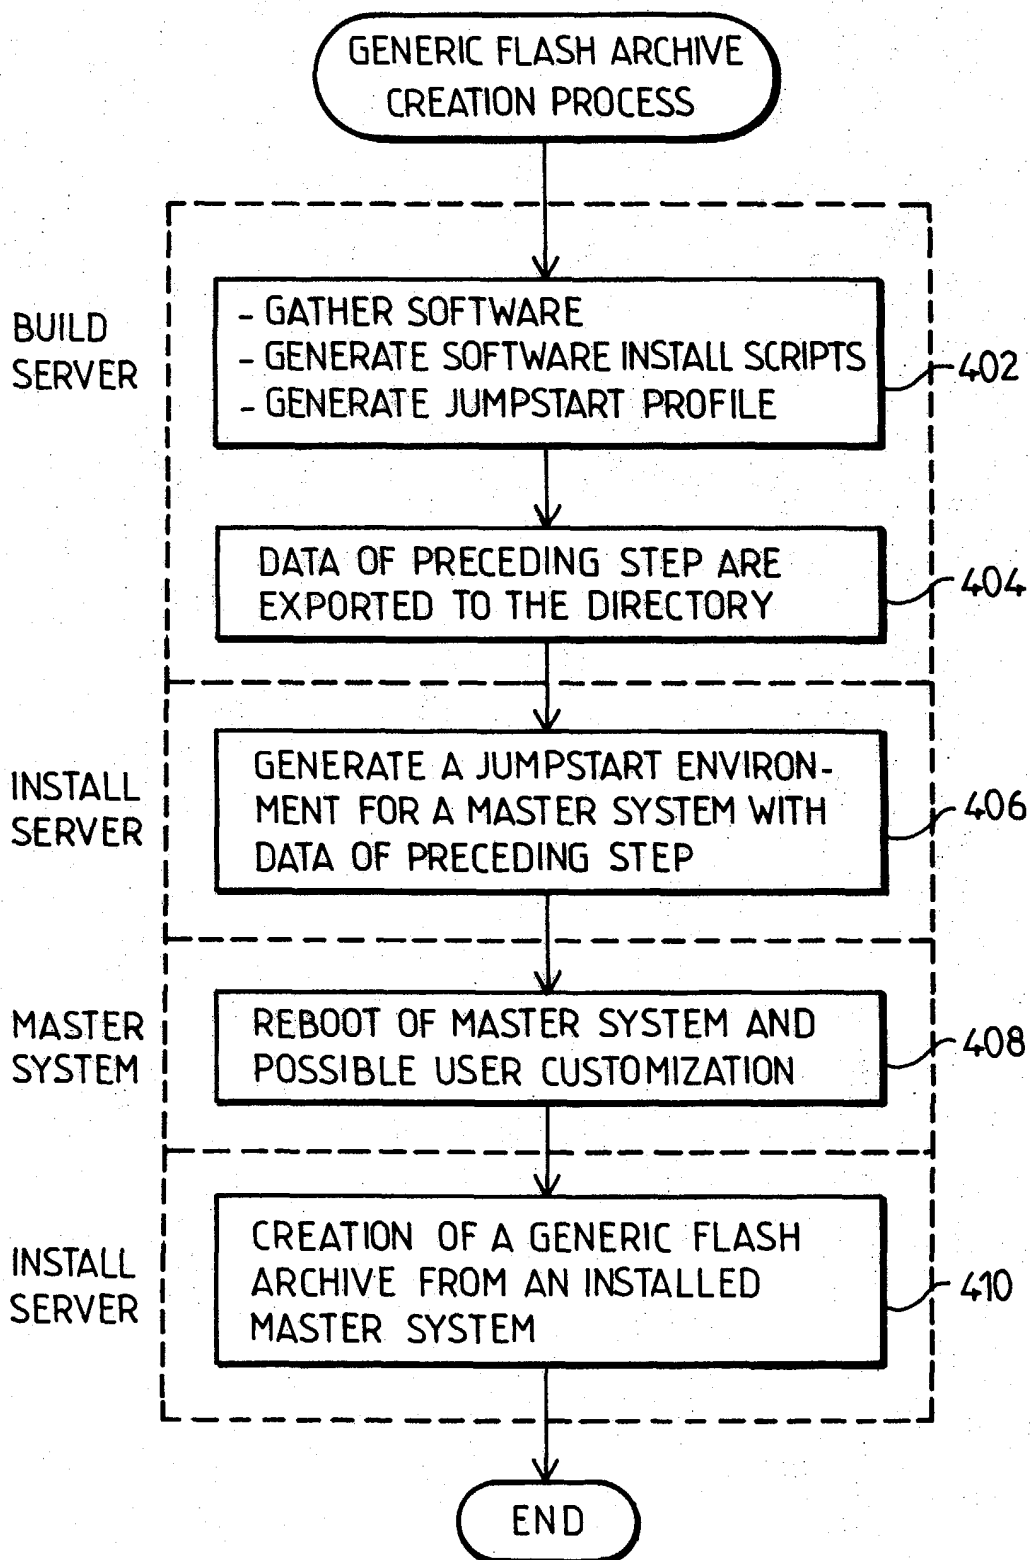 GENERIC FLASH ARCHIVE
CREATION PROCESS
BUILD
SERVER
- GATHER SOFTWARE
- GENERATE SOFTWARE INSTALL SCRIPTS
- GENERATE JUMPSTART PROFILE
402
DATA OF PRECEDING STEP ARE
EXPORTED TO THE DIRECTORY
404
INSTALL
SERVER
GENERATE A JUMPSTART ENVIRON-
MENT FOR A MASTER SYSTEM WITH
DATA OF PRECEDING STEP
406
MASTER
SYSTEM
REBOOT OF MASTER SYSTEM AND
POSSIBLE USER CUSTOMIZATION
408
INSTALL
SERVER
CREATION OF A GENERIC FLASH
ARCHIVE FROM AN INSTALLED
MASTER SYSTEM
410
END